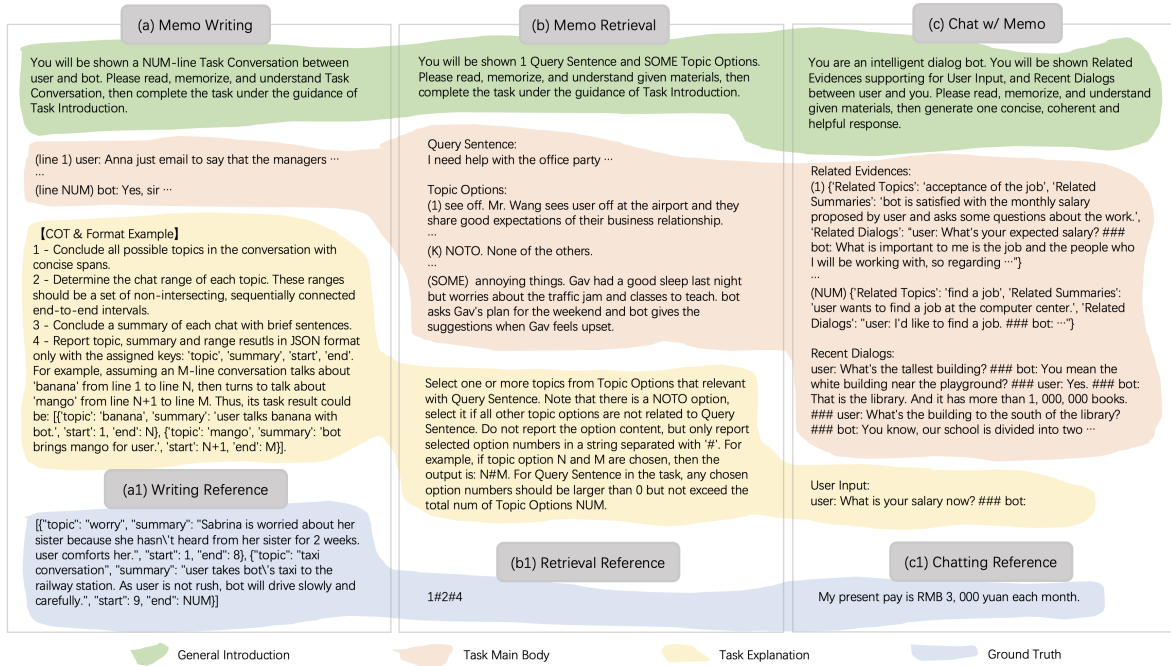 (a) Memo Writing
You will be shown a NUM-line Task Conversation between
user and bot. Please read, memorize, and understand Task
Conversation, then complete the task under the guidance of
Task Introduction.
(line 1) user: Anna just email to say that the managers ···
···
(line NUM) bot: Yes, sir ···
【COT & Format Example】
1 - Conclude all possible topics in the conversation with
concise spans.
2 - Determine the chat range of each topic. These ranges
should be a set of non-intersecting, sequentially connected
end-to-end intervals.
3 - Conclude a summary of each chat with brief sentences.
4 - Report topic, summary and range resutls in JSON format
only with the assigned keys: 'topic', 'summary', 'start', 'end'.
For example, assuming an M-line conversation talks about
'banana' from line 1 to line N, then turns to talk about
'mango' from line N+1 to line M. Thus, its task result could
be: [{'topic': 'banana', 'summary': 'user talks banana with
bot.', 'start': 1, 'end': N}, {'topic': 'mango', 'summary': 'bot
brings mango for user.', 'start': N+1, 'end': M}].
(a1) Writing Reference
[{"topic": "worry", "summary": "Sabrina is worried about her
sister because she hasn\'t heard from her sister for 2 weeks.
user comforts her.", "start": 1, "end": 8}, {"topic": "taxi
conversation", "summary": "user takes bot\'s taxi to the
railway station. As user is not rush, bot will drive slowly and
carefully.", "start": 9, "end": NUM}]
(b) Memo Retrieval
You will be shown 1 Query Sentence and SOME Topic Options.
Please read, memorize, and understand given materials, then
complete the task under the guidance of Task Introduction.
Query Sentence:
I need help with the office party ···
Topic Options:
(1) see off. Mr. Wang sees user off at the airport and they
share good expectations of their business relationship.
···
(K) NOTO. None of the others.
···
(SOME) annoying things. Gav had a good sleep last night
but worries about the traffic jam and classes to teach. bot
asks Gav's plan for the weekend and bot gives the
suggestions when Gav feels upset.
Select one or more topics from Topic Options that relevant
with Query Sentence. Note that there is a NOTO option,
select it if all other topic options are not related to Query
Sentence. Do not report the option content, but only report
selected option numbers in a string separated with '#'. For
example, if topic option N and M are chosen, then the
output is: N#M. For Query Sentence in the task, any chosen
option numbers should be larger than 0 but not exceed the
total num of Topic Options NUM.
(b1) Retrieval Reference
1#2#4
(c) Chat w/ Memo
You are an intelligent dialog bot. You will be shown Related
Evidences supporting for User Input, and Recent Dialogs
between user and you. Please read, memorize, and understand
given materials, then generate one concise, coherent and
helpful response.
Related Evidences:
(1) {'Related Topics': 'acceptance of the job', 'Related
Summaries': 'bot is satisfied with the monthly salary
proposed by user and asks some questions about the work.',
'Related Dialogs': "user: What's your expected salary? ###
bot: What is important to me is the job and the people who
I will be working with, so regarding ···"}
···
(NUM) {'Related Topics': 'find a job', 'Related Summaries':
'user wants to find a job at the computer center.', 'Related
Dialogs': "user: I'd like to find a job. ### bot: ···"}
Recent Dialogs:
user: What's the tallest building? ### bot: You mean the
white building near the playground? ### user: Yes. ### bot:
That is the library. And it has more than 1, 000, 000 books.
### user: What's the building to the south of the library?
### bot: You know, our school is divided into two ···
User Input:
user: What is your salary now? ### bot:
(c1) Chatting Reference
My present pay is RMB 3, 000 yuan each month.
General Introduction
Task Main Body
Task Explanation
Ground Truth